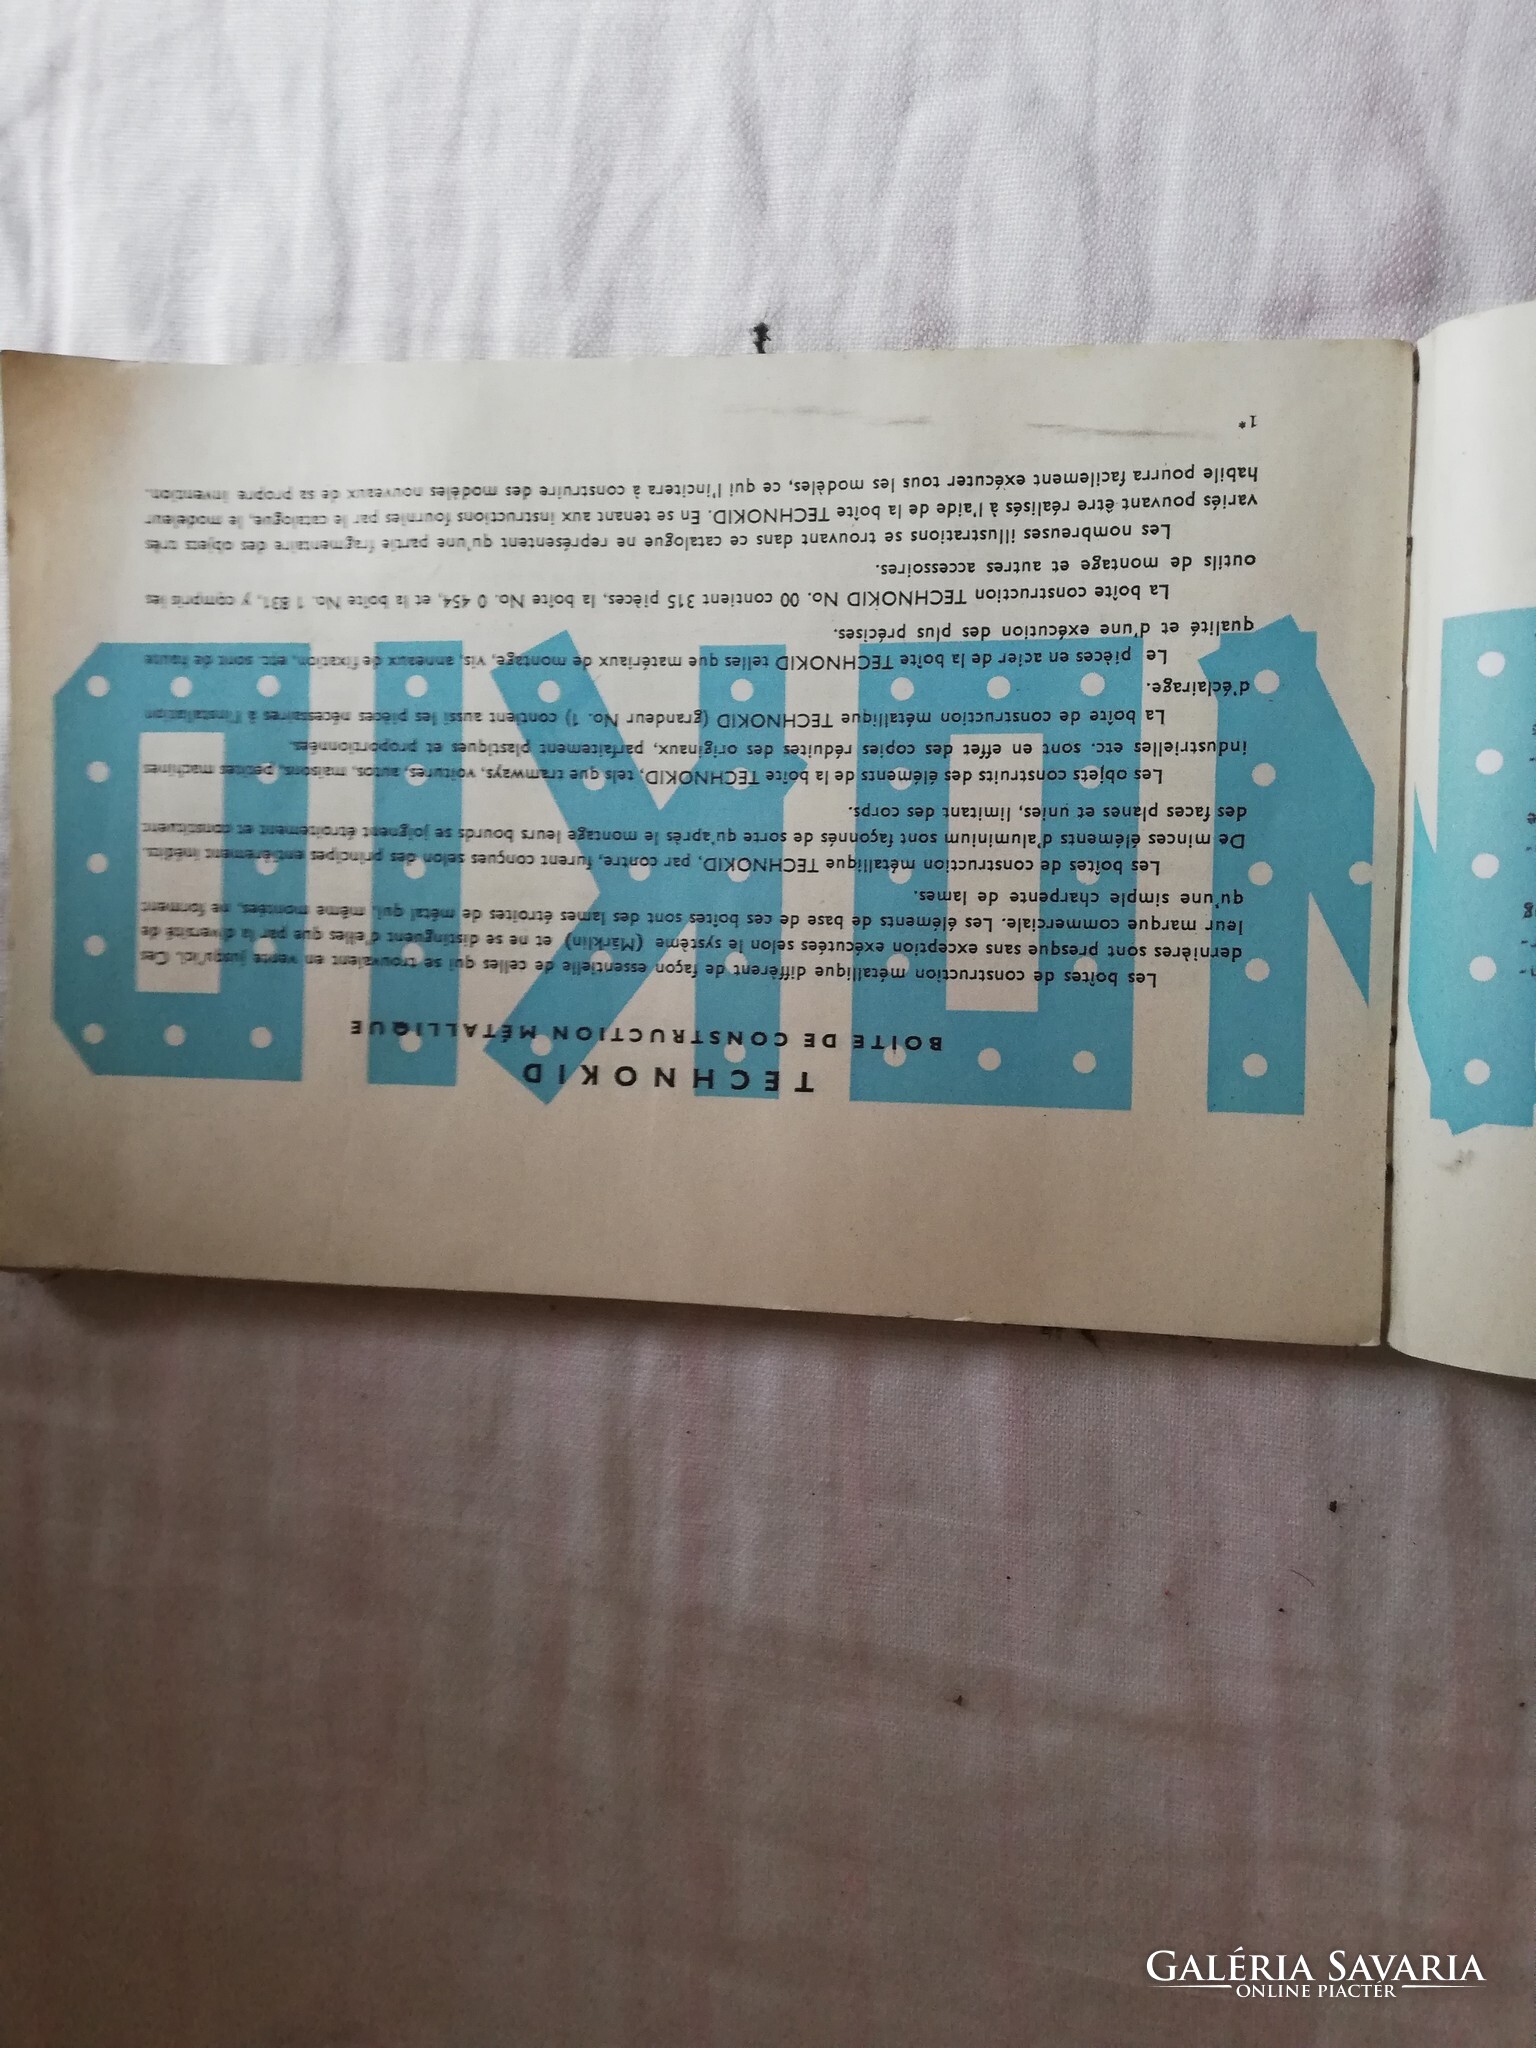 TECHNOKID
BOÎTE DE CONSTRUCTION MÉTALLIQUE
Les boîtes de construction métallique diffèrent de façon essentielle de celles qui se trouvaient en vente jusqu'ici. Ces
dernières sont presque sans exception exécutées selon le système (Märklin) et ne se distinguent d'elles que par la diversité de
leur marque commerciale. Les éléments de base de ces boîtes sont des lames étroites de métal qui, même montées, ne forment
qu'une simple charpente de lames.
Les boîtes de construction métallique TECHNOKID, par contre, furent conçues selon des principes entièrement inédits.
De minces éléments d'aluminium sont façonnés de sorte qu'après le montage leurs bourds se joignent étroitement et constituent
des faces planes et unies, limitant des corps.
Les objets construits des éléments de la boîte TECHNOKID, tels que tramways, voitures, autos, maisons, petites machines
industrielles etc. sont en effet des copies réduites des originaux, parfaitement plastiques et proportionnées.
La boîte de construction métallique TECHNOKID (grandeur No. 1) contient aussi les pièces nécessaires à l'installation
d'éclairage.
Le pièces en acier de la boîte TECHNOKID telles que matériaux de montage, vis, anneaux de fixation, etc. sont de haute
qualité et d'une exécution des plus précises.
La boîte construction TECHNOKID No. 00 contient 315 pièces, la boîte No. 0 454, et la boîte No. 1 831, y compris les
outils de montage et autres accessoires.
Les nombreuses illustrations se trouvant dans ce catalogue ne représentent qu'une partie fragmentaire des objets très
variés pouvant être réalisés à l'aide de la boîte TECHNOKID. En se tenant aux instructions fournies par le catalogue, le modeleur
habile pourra facilement exécuter tous les modèles, ce qui l'incitera à construire des modèles nouveaux de sa propre invention.
1*
NOKID
GALÉRIA SAVARIA
ONLINE PIACTÉR